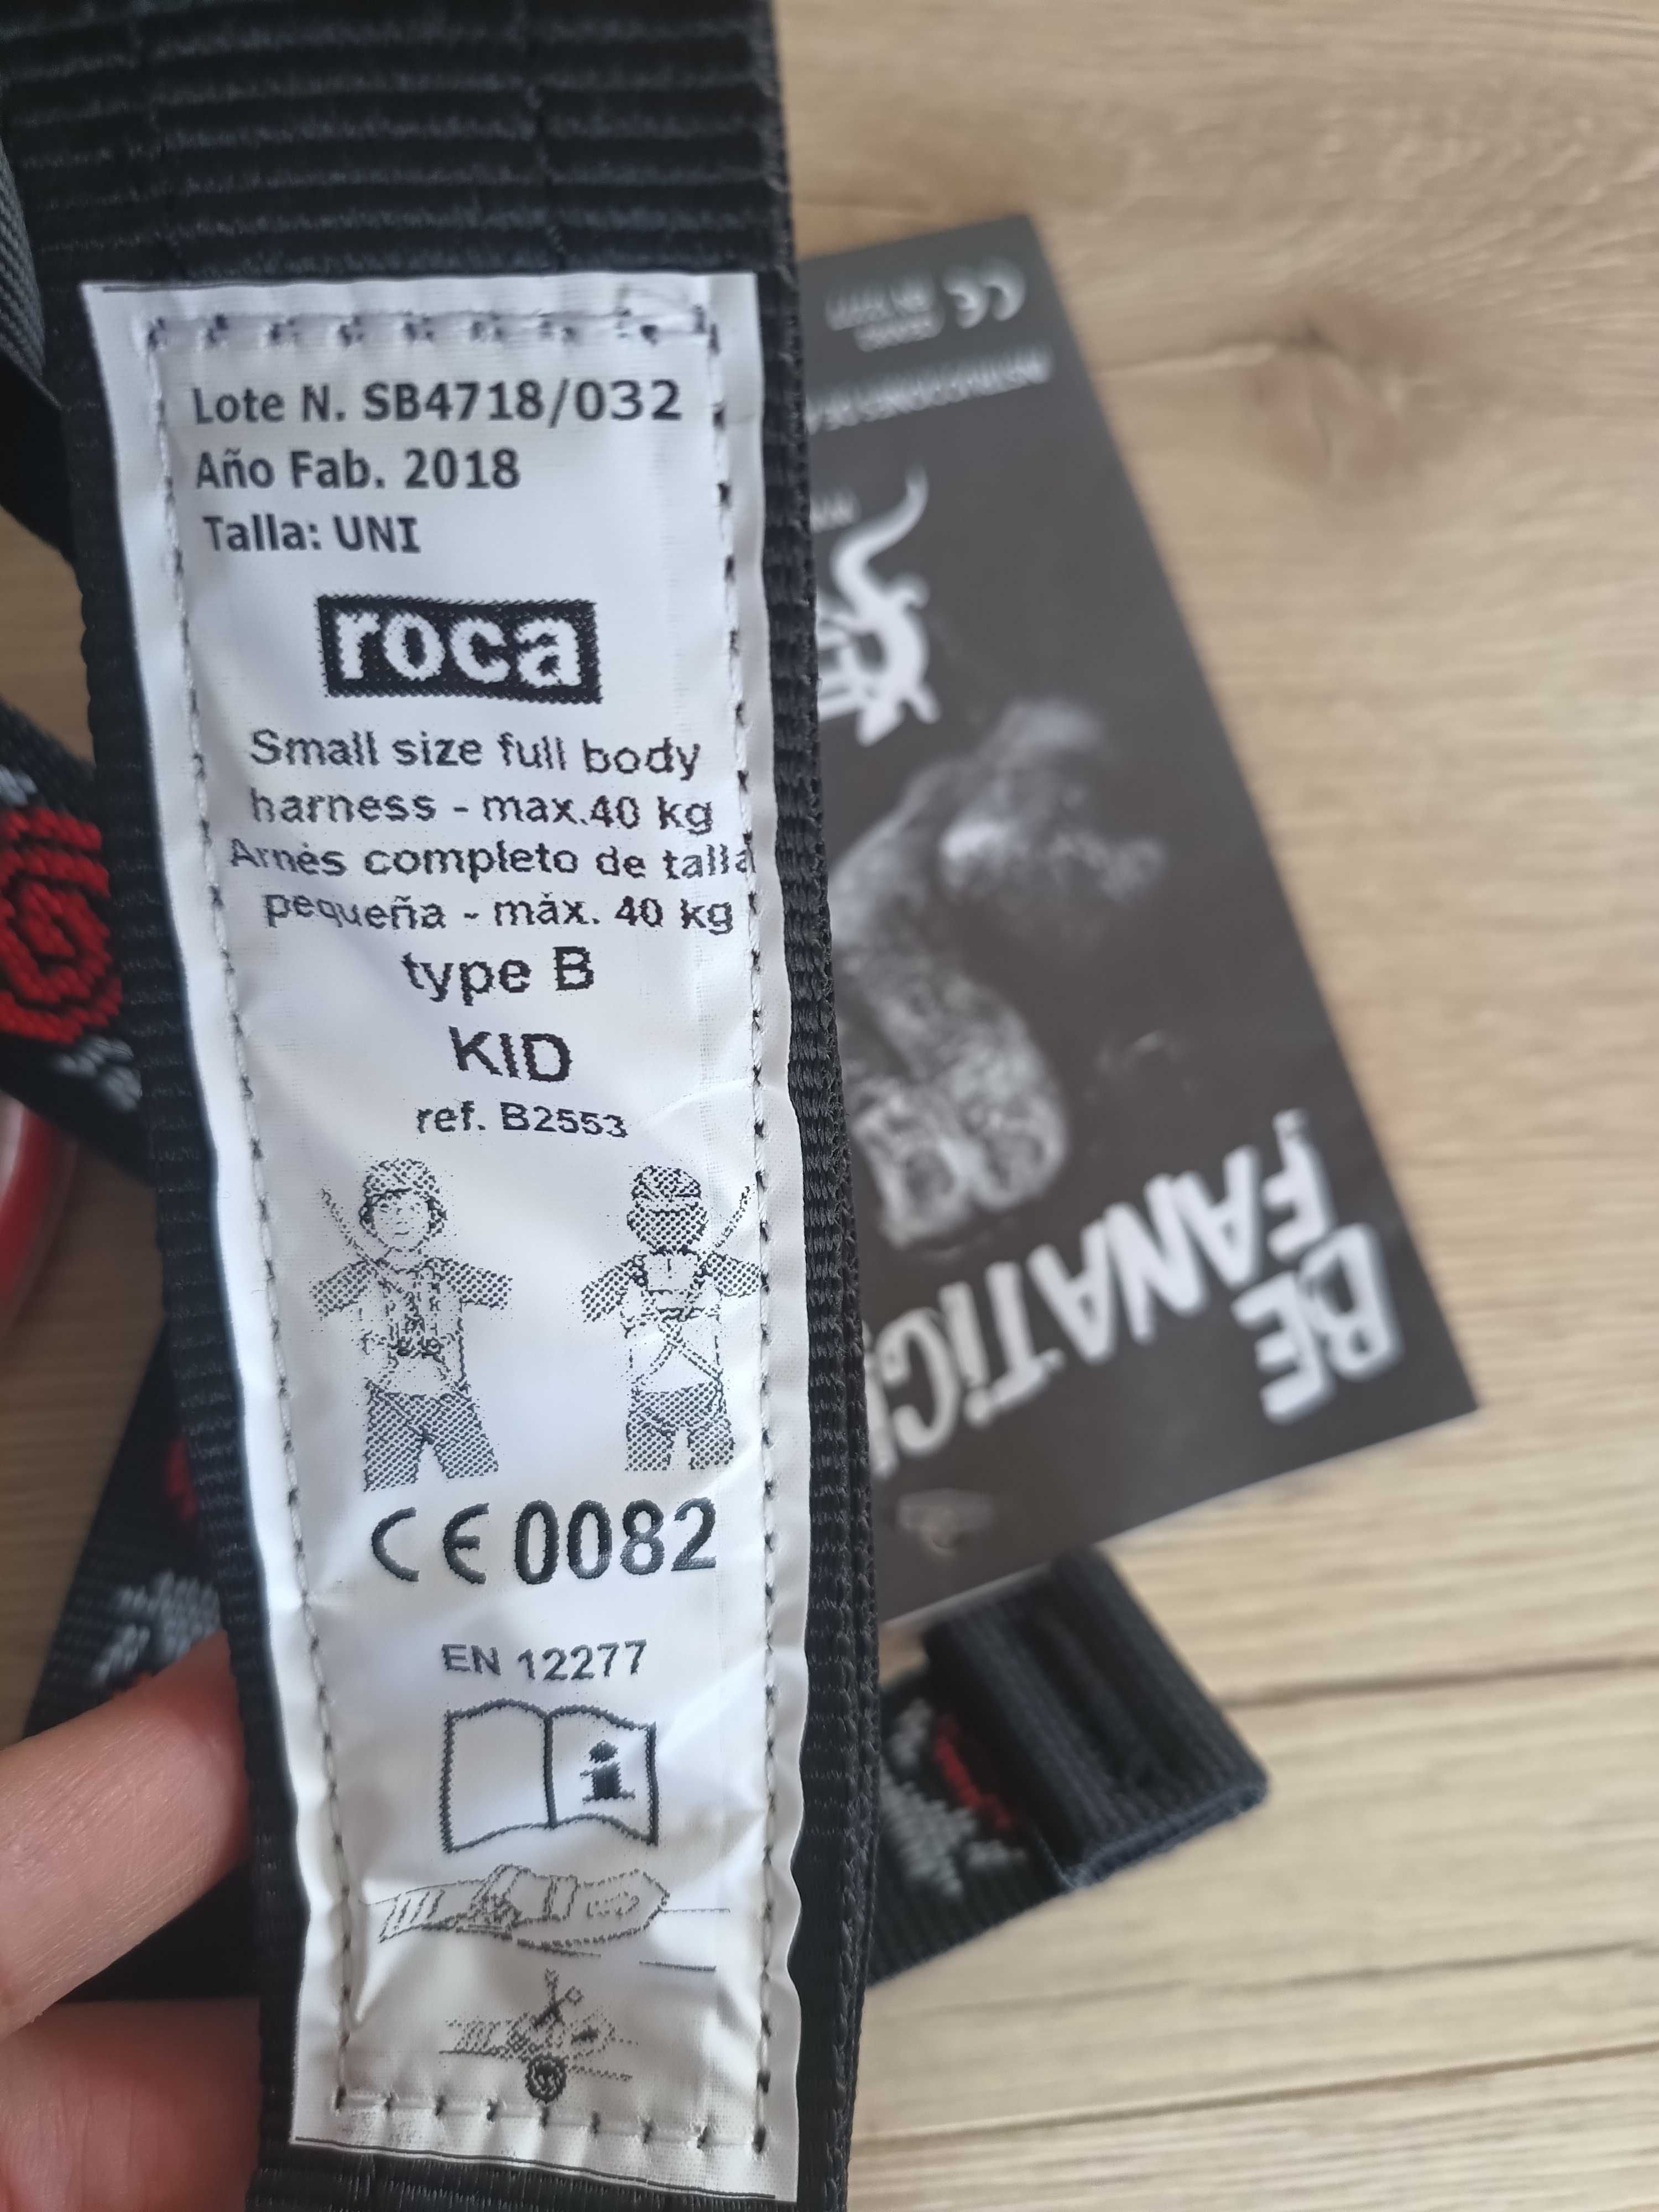 Lote N. SB4718/032
Año Fab. 2018
Talla: UNI
roca
Small size full body
harness - max.40 kg
Arnés completo de talla
pequeña - máx. 40 kg
type B
KID
ref. B2553
CE 0082
EN 12277
i
BE
FANATiC
CE